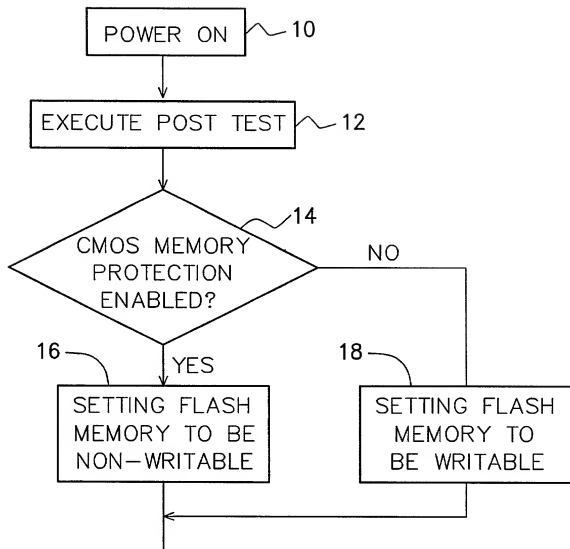 POWER ON
10
EXECUTE POST TEST
12
14
CMOS MEMORY
PROTECTION
ENABLED?
NO
YES
16
SETTING FLASH
MEMORY TO BE
NON-WRITABLE
18
SETTING FLASH
MEMORY TO
BE WRITABLE